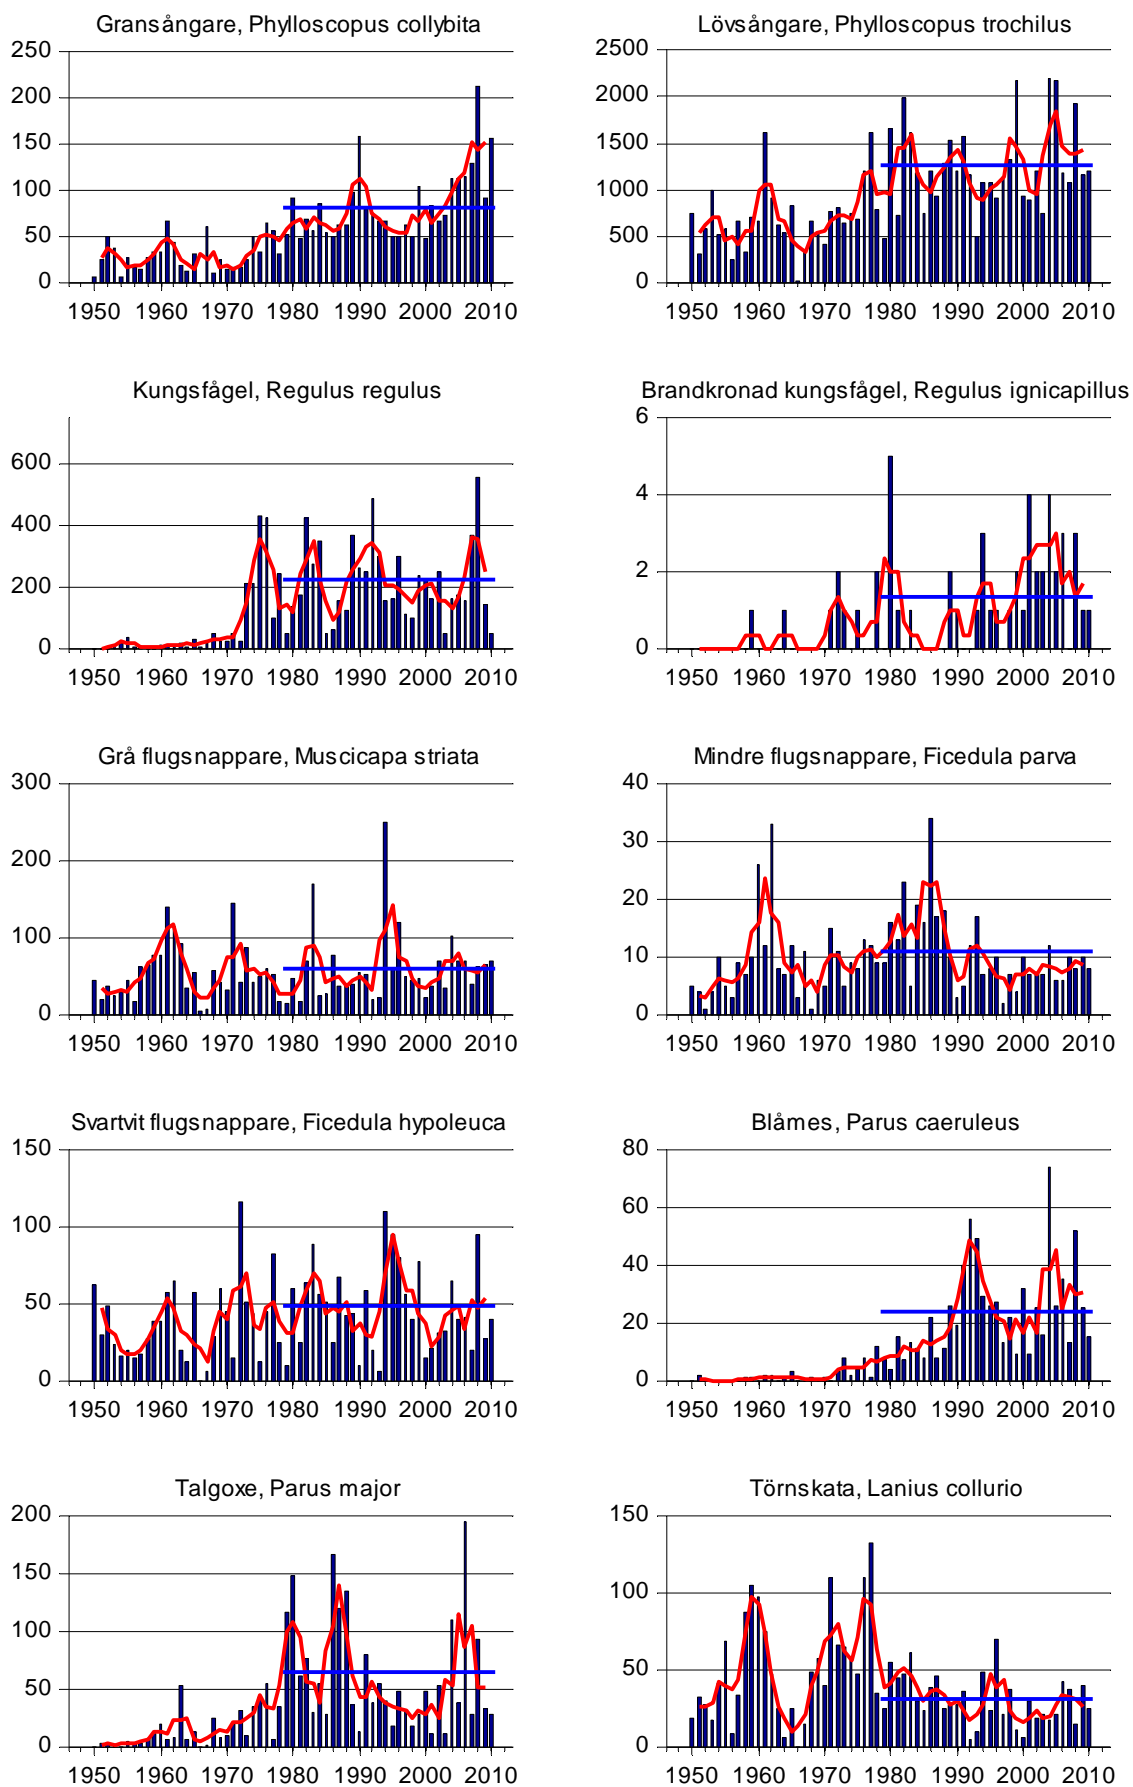 Gransångare, Phylloscopus collybita
250
200
150
100
50
0
1950 1960 1970 1980 1990 2000 2010
Lövsångare, Phylloscopus trochilus
2500
2000
1500
1000
500
0
1950 1960 1970 1980 1990 2000 2010
Kungsfågel, Regulus regulus
600
400
200
0
1950 1960 1970 1980 1990 2000 2010
Brandkronad kungsfågel, Regulus ignicapillus
6
4
2
0
1950 1960 1970 1980 1990 2000 2010
Grå flugsnappare, Muscicapa striata
300
200
100
0
1950 1960 1970 1980 1990 2000 2010
Mindre flugsnappare, Ficedula parva
40
30
20
10
0
1950 1960 1970 1980 1990 2000 2010
Svartvit flugsnappare, Ficedula hypoleuca
150
100
50
0
1950 1960 1970 1980 1990 2000 2010
Blåmes, Parus caeruleus
80
60
40
20
0
1950 1960 1970 1980 1990 2000 2010
Talgoxe, Parus major
200
150
100
50
0
1950 1960 1970 1980 1990 2000 2010
Törnskata, Lanius collurio
150
100
50
0
1950 1960 1970 1980 1990 2000 2010